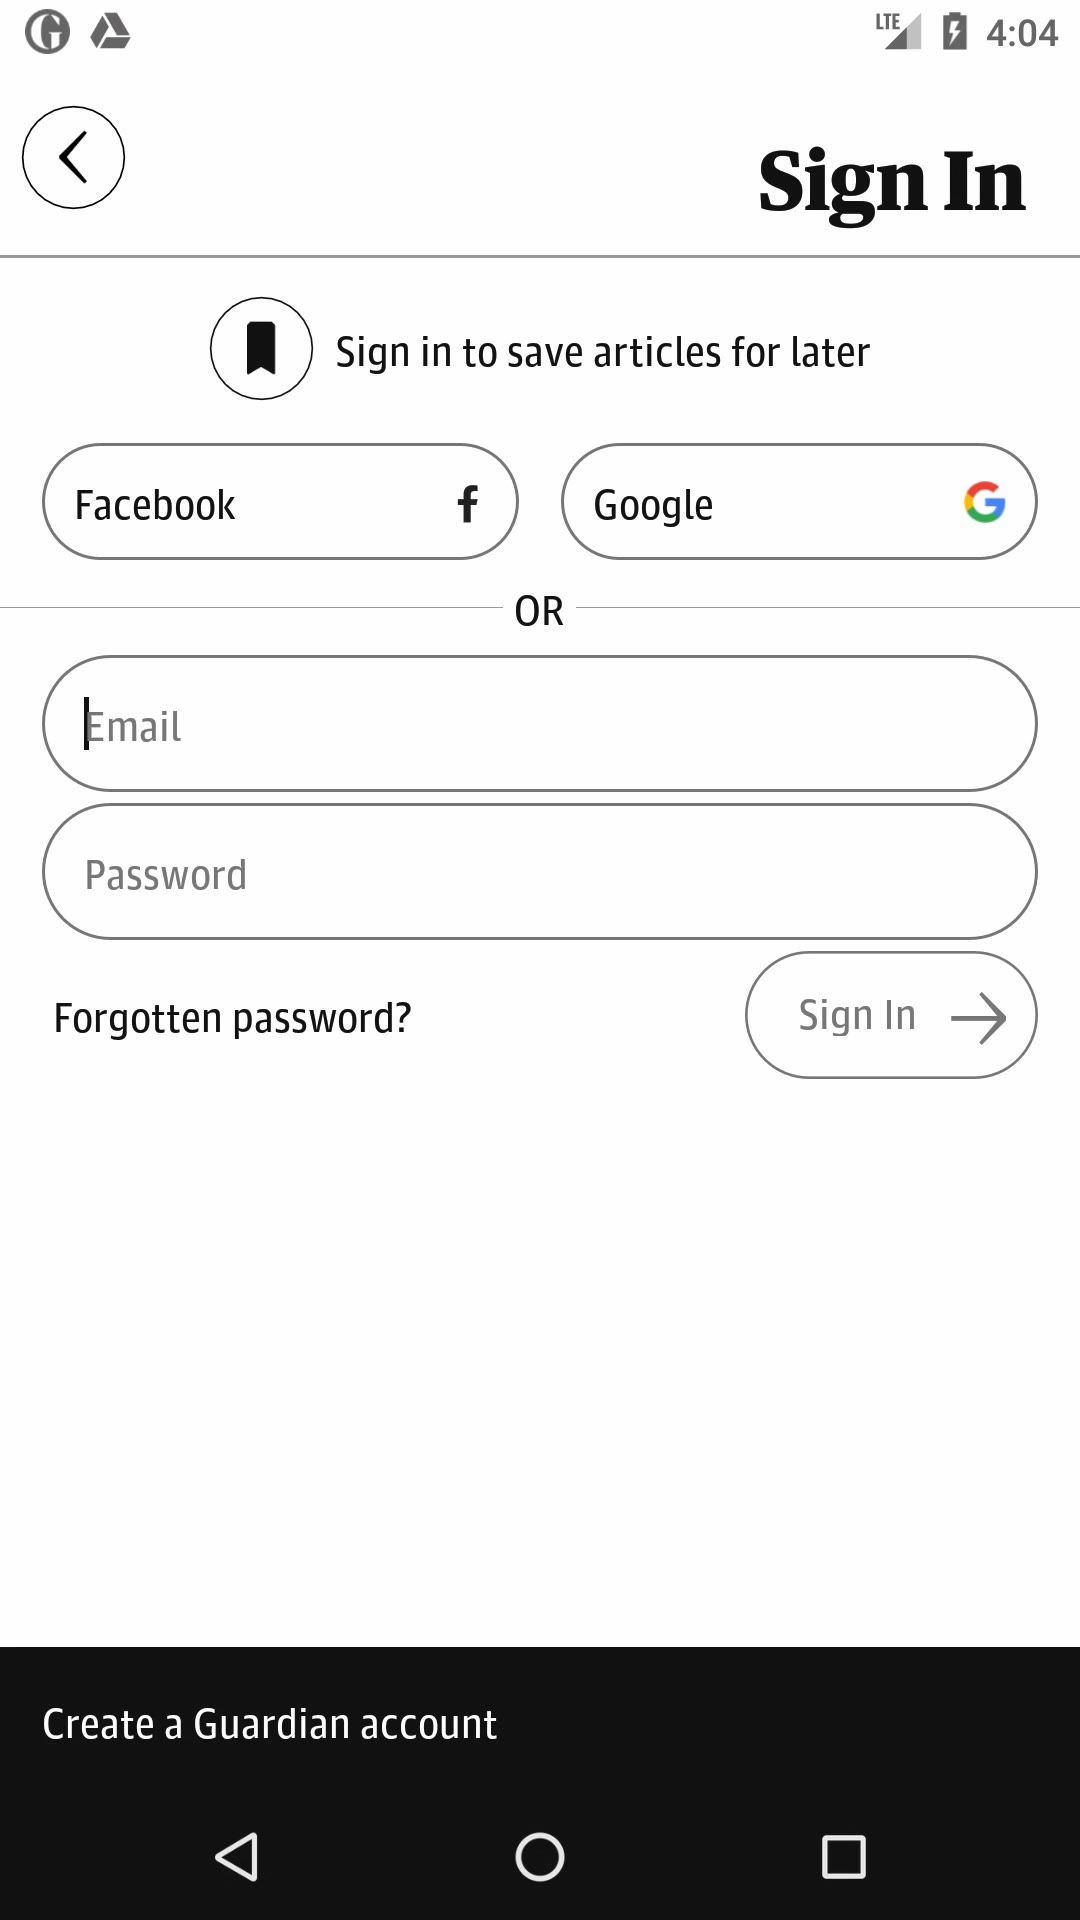 LTE 4:04
Sign In
Sign in to save articles for later
Facebook
Google
OR
Email
Password
Forgotten password?
Sign In
Create a Guardian account